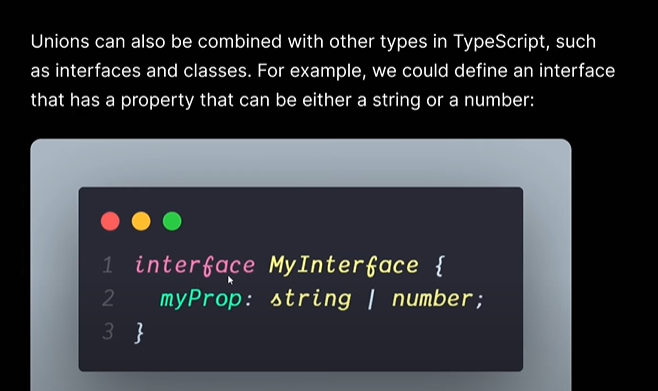 Unions can also be combined with other types in TypeScript, such
as interfaces and classes. For example, we could define an interface
that has a property that can be either a string or a number:
1 interface MyInterface {
2   myProp: string | number;
3 }